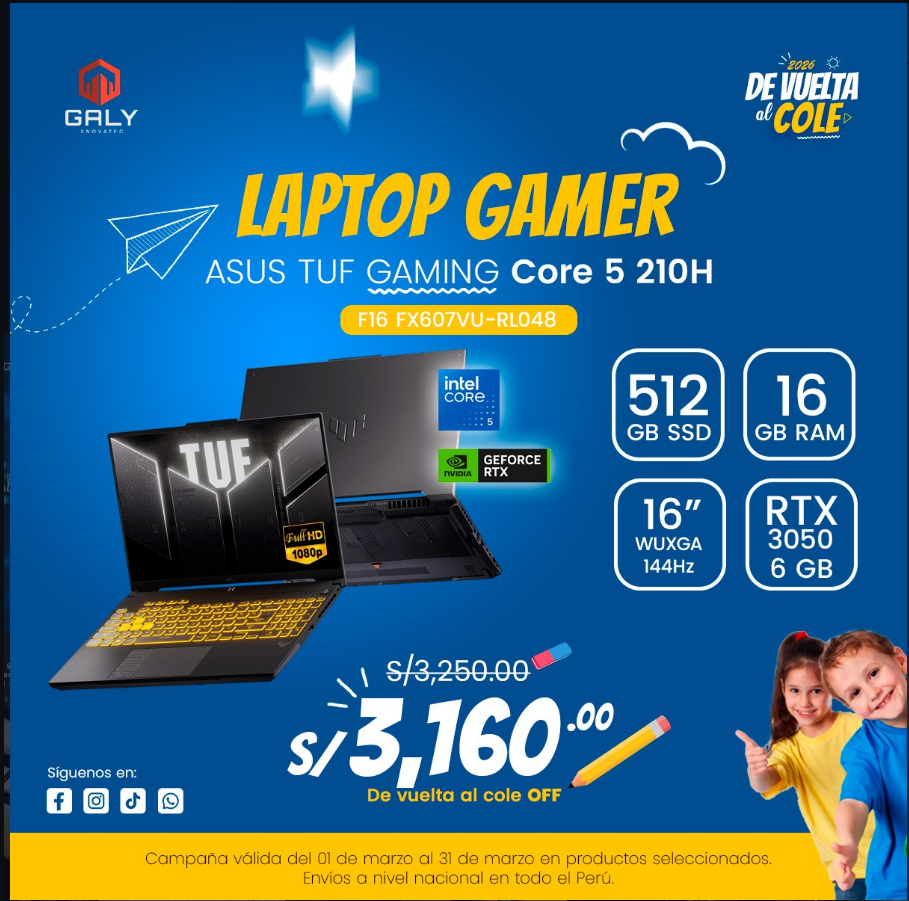 GALY
XNOVATEC
2026
DE VUELTA
al COLE
LAPTOP GAMER
ASUS TUF GAMING Core 5 210H
F16 FX607VU-RL048
intel
CORE
5
NVIDIA
GEFORCE
RTX
TUF
Full HD
1080p
512
GB SSD
16
GB RAM
16”
WUXGA
144Hz
RTX
3050
6 GB
S/3,250.00
S/3,160.00
De vuelta al cole OFF
Síguenos en:
Campaña válida del 01 de marzo al 31 de marzo en productos seleccionados.
Envíos a nivel nacional en todo el Perú.